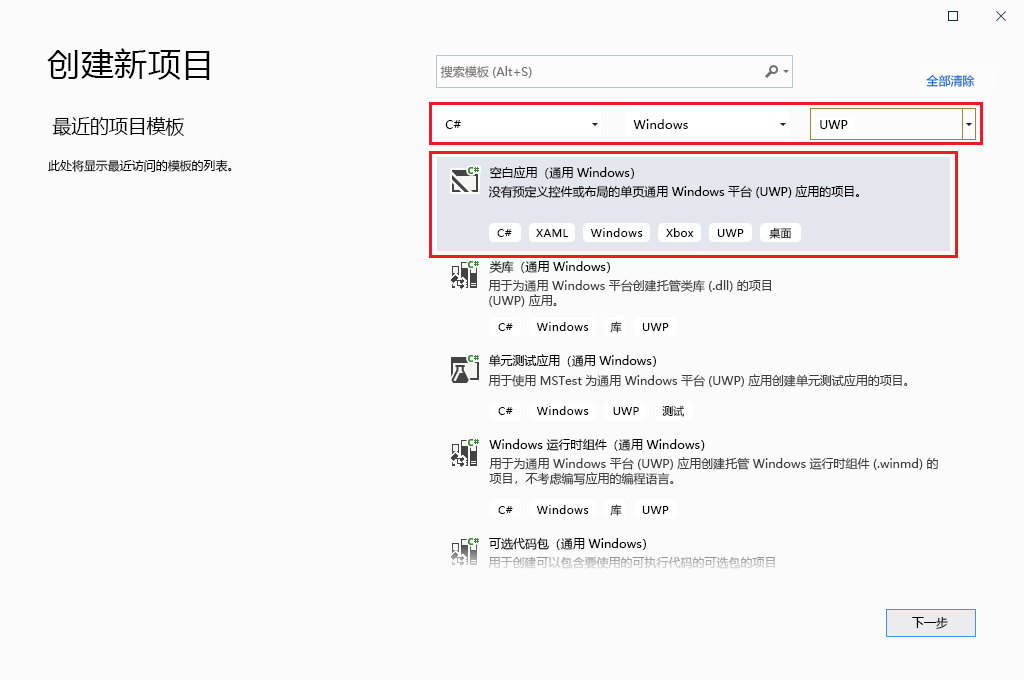 创建新项目
最近的项目模板
此处将显示最近访问的模板的列表。
搜索模板 (Alt+S)
全部清除
C# Windows UWP
C#
空白应用（通用 Windows）
没有预定义控件或布局的单页通用 Windows 平台 (UWP) 应用的项目。
C# XAML Windows Xbox UWP 桌面
C#
类库（通用 Windows）
用于为通用 Windows 平台创建托管类库 (.dll) 的项目
(UWP) 应用。
C# Windows 库 UWP
C#
单元测试应用（通用 Windows）
用于使用 MSTest 为通用 Windows 平台 (UWP) 应用创建单元测试应用的项目。
C# Windows UWP 测试
C#
Windows 运行时组件（通用 Windows）
用于为通用 Windows 平台 (UWP) 应用创建托管 Windows 运行时组件 (.winmd) 的
项目，不考虑编写应用的编程语言。
C# Windows 库 UWP
C#
可选代码包（通用 Windows）
用于创建可以包含要使用的可执行代码的可选包的项目
下一步